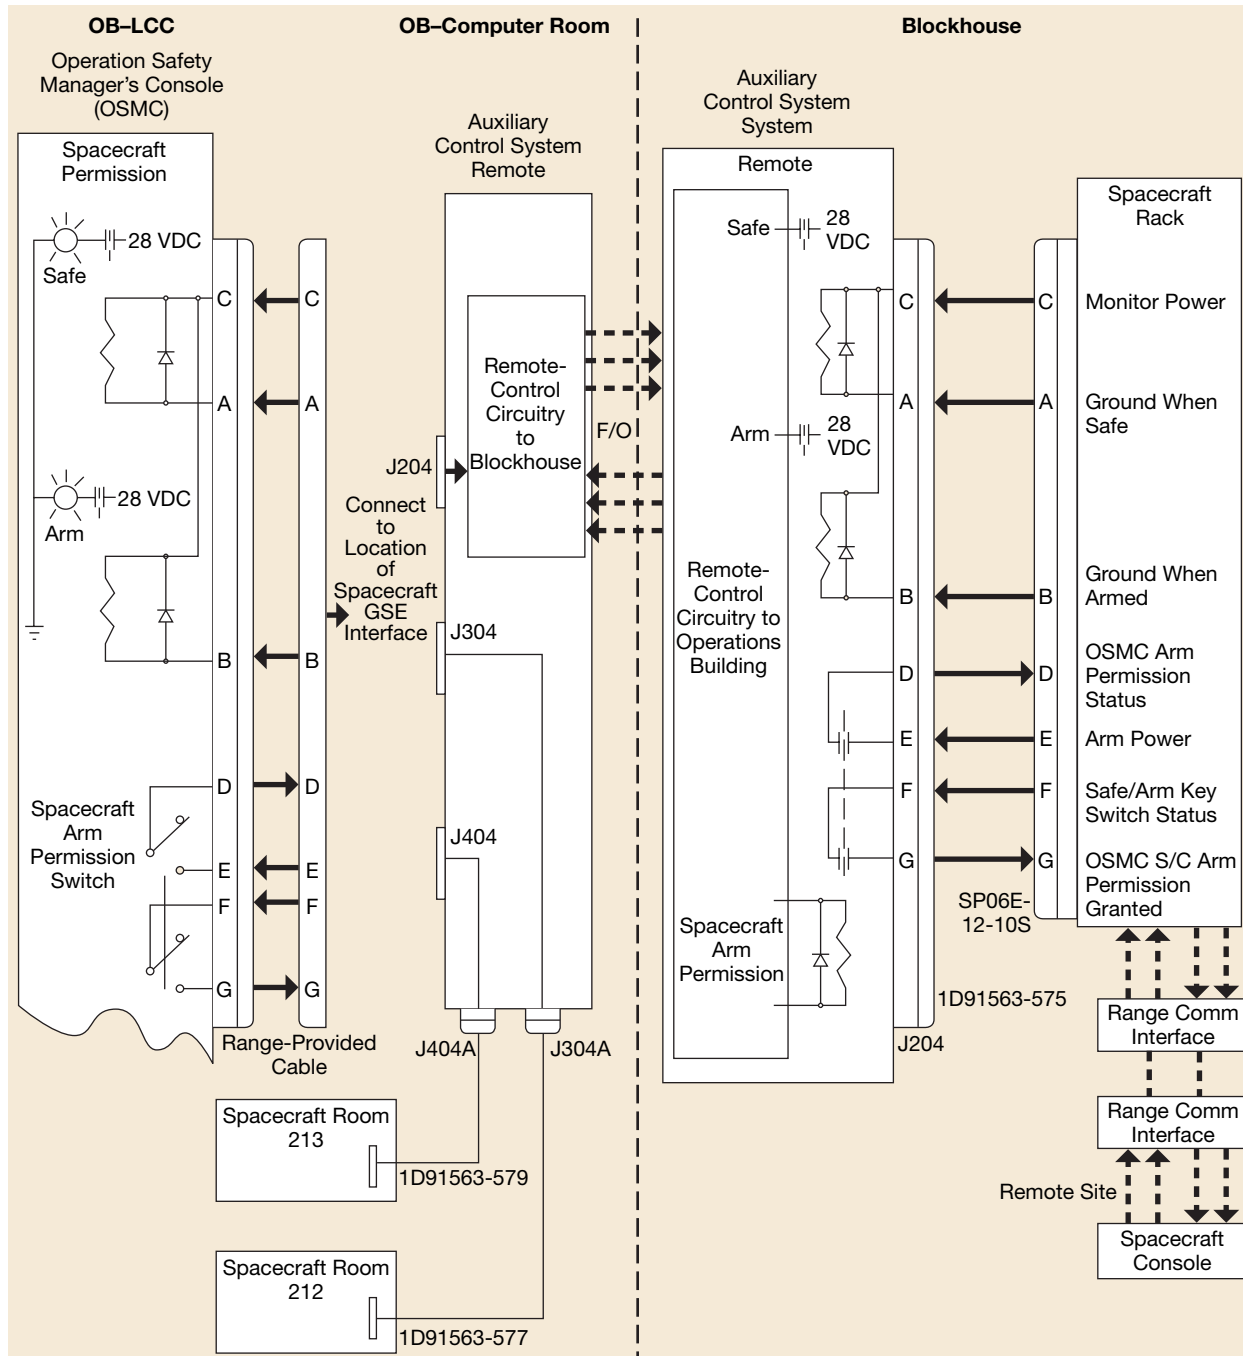 OB–LCC
Operation Safety
Manager's Console
(OSMC)
Spacecraft
Permission
28 VDC
Safe
C
A
28 VDC
Arm
B
D
Spacecraft
Arm
Permission
Switch
E
F
G
C
A
B
D
E
F
G
Range-Provided
Cable
OB–Computer Room
Auxiliary
Control System
Remote
Remote-
Control
Circuitry
to
Blockhouse
F/O
J204
Connect
to
Location
of
Spacecraft
GSE
Interface
J304
J404
J404A
J304A
Spacecraft Room
213
1D91563-579
Spacecraft Room
212
1D91563-577
Blockhouse
Auxiliary
Control System
System
Remote
Safe
28
VDC
Arm
28
VDC
Remote-
Control
Circuitry to
Operations
Building
Spacecraft
Arm
Permission
C
A
B
D
E
F
G
J204
1D91563-575
SP06E-
12-10S
C
A
B
D
E
F
G
Spacecraft
Rack
Monitor Power
Ground When
Safe
Ground When
Armed
OSMC Arm
Permission
Status
Arm Power
Safe/Arm Key
Switch Status
OSMC S/C Arm
Permission
Granted
Range Comm
Interface
Range Comm
Interface
Remote Site
Spacecraft
Console